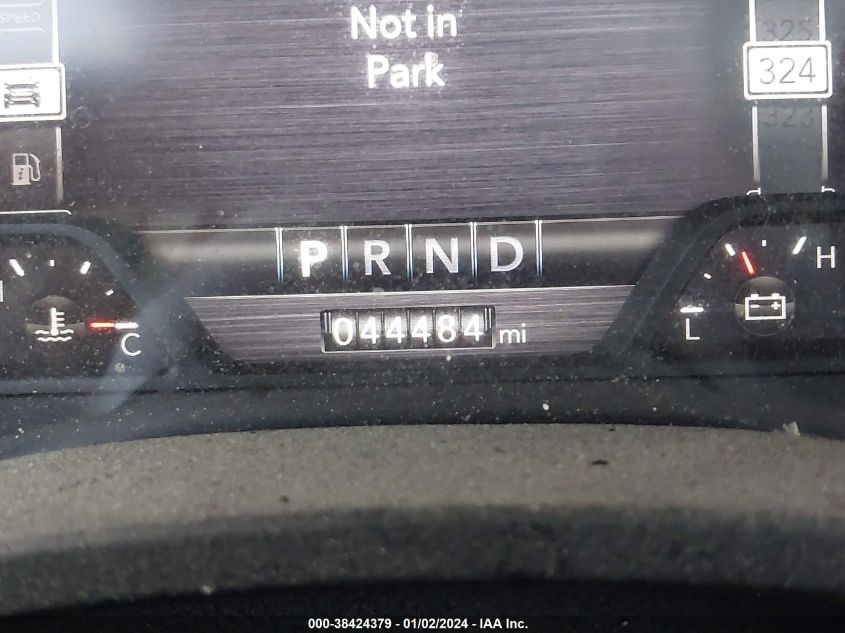 SPEED
Not in
Park
325
324
323
P R N D
044484 mi
H
C
L
H
000-38424379 - 01/02/2024 - IAA Inc.